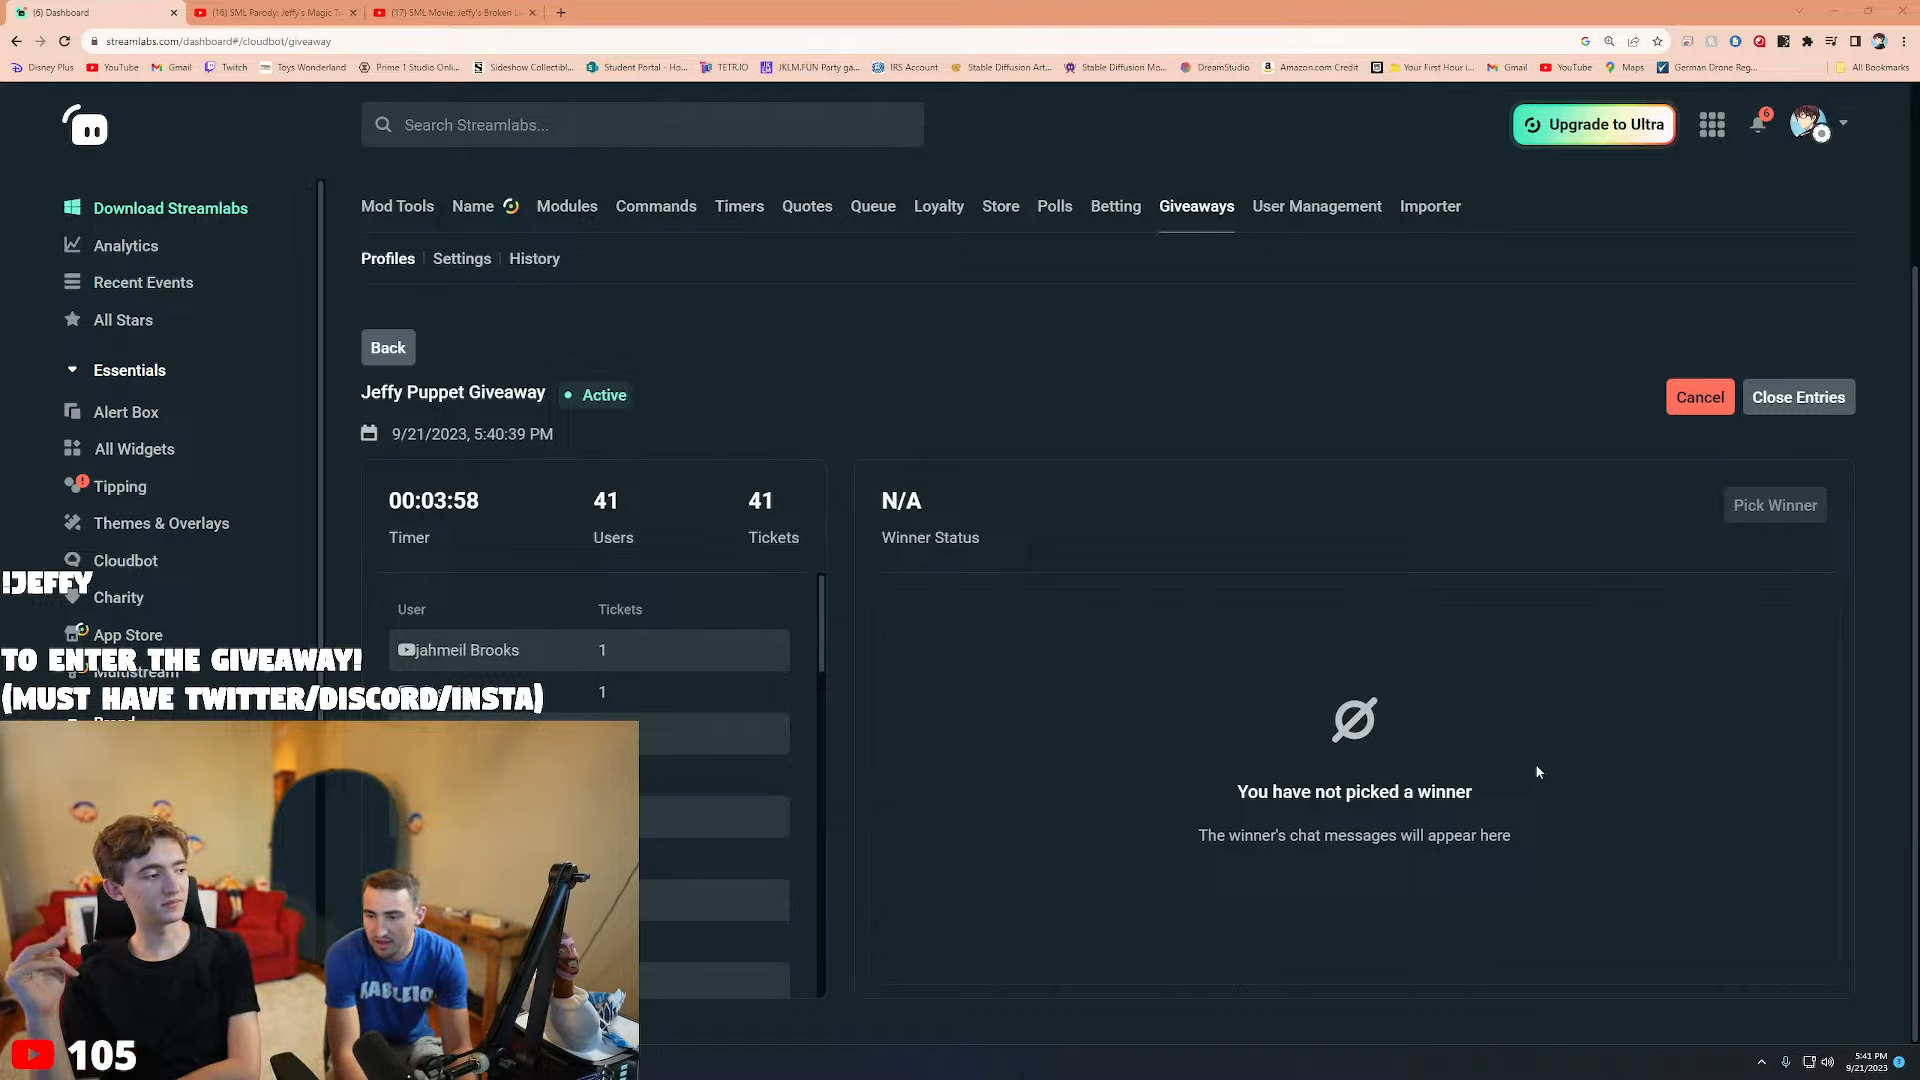 (6) Dashboard
(16) SML Parody: Jeffy's Magic T
(17) SML Movie: Jeffy's Broken L
streamlabs.com/dashboard#/cloudbot/giveaway
Disney Plus
YouTube
Gmail
Twitch
Toys Wonderland
Prime 1 Studio Onli...
Sideshow Collectibl...
Student Portal - Ho...
TETR.IO
JKLM.FUN Party ga...
IRS Account
Stable Diffusion Art...
Stable Diffusion Mo...
DreamStudio
Amazon.com Credit
Your First Hour i...
Gmail
YouTube
Maps
German Drone Reg...
All Bookmarks
Search Streamlabs...
Upgrade to Ultra
6
Download Streamlabs
Analytics
Recent Events
All Stars
Essentials
Alert Box
All Widgets
Tipping
Themes & Overlays
Cloudbot
Charity
App Store
Multistream
Mod Tools
Name
Modules
Commands
Timers
Quotes
Queue
Loyalty
Store
Polls
Betting
Giveaways
User Management
Importer
Profiles
Settings
History
Back
Jeffy Puppet Giveaway
Active
Cancel
Close Entries
9/21/2023, 5:40:39 PM
00:03:58
41
41
Timer
Users
Tickets
N/A
Pick Winner
Winner Status
User
Tickets
jahmeil Brooks
1
1
You have not picked a winner
The winner's chat messages will appear here
!JEFFY
TO ENTER THE GIVEAWAY!
(MUST HAVE TWITTER/DISCORD/INSTA)
105
5:41 PM
9/21/2023
3